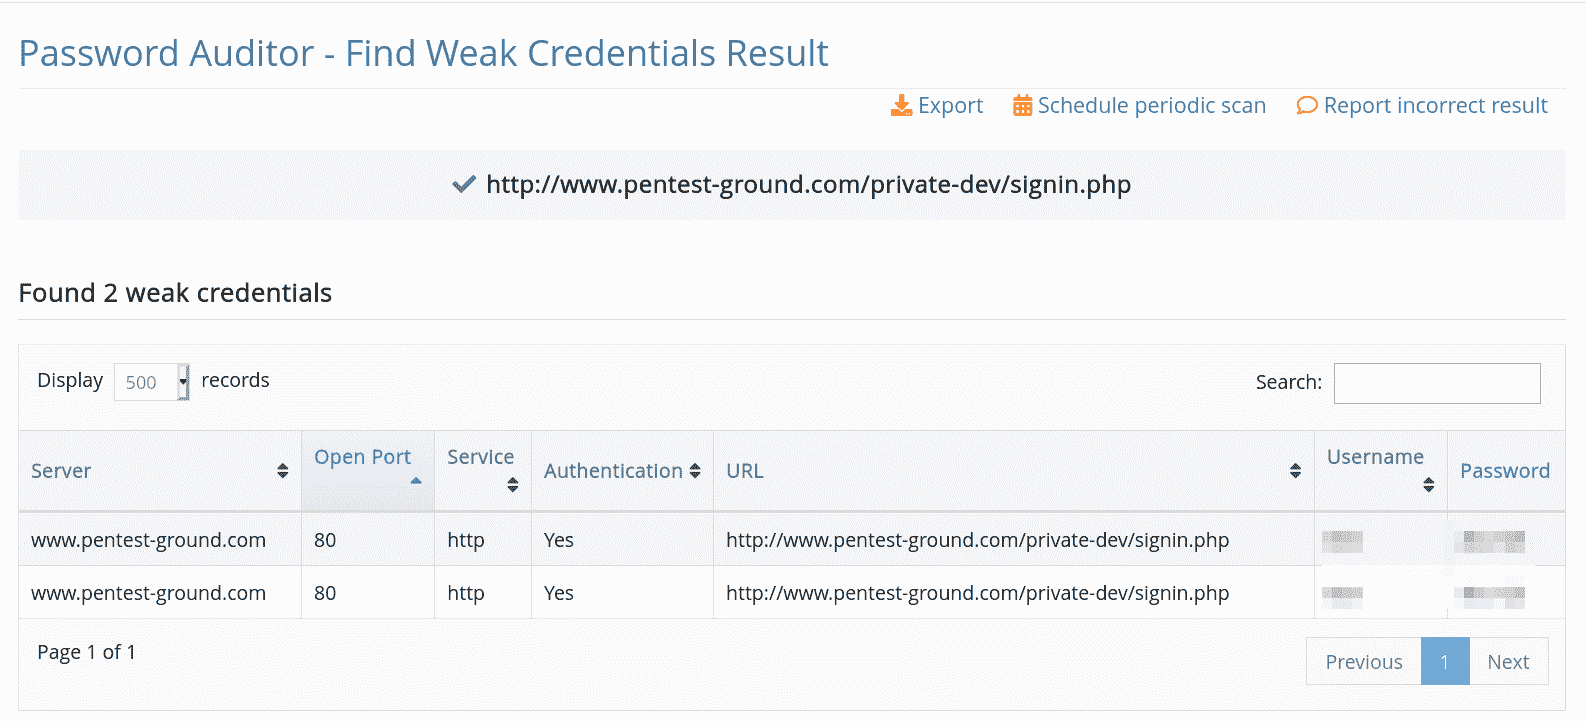 Password Auditor - Find Weak Credentials Result
Export Schedule periodic scan Report incorrect result
http://www.pentest-ground.com/private-dev/signin.php
Found 2 weak credentials
Display 500 records Search:
Server Open Port Service Authentication URL Username Password
www.pentest-ground.com 80 http Yes http://www.pentest-ground.com/private-dev/signin.php
www.pentest-ground.com 80 http Yes http://www.pentest-ground.com/private-dev/signin.php
Page 1 of 1
Previous 1 Next